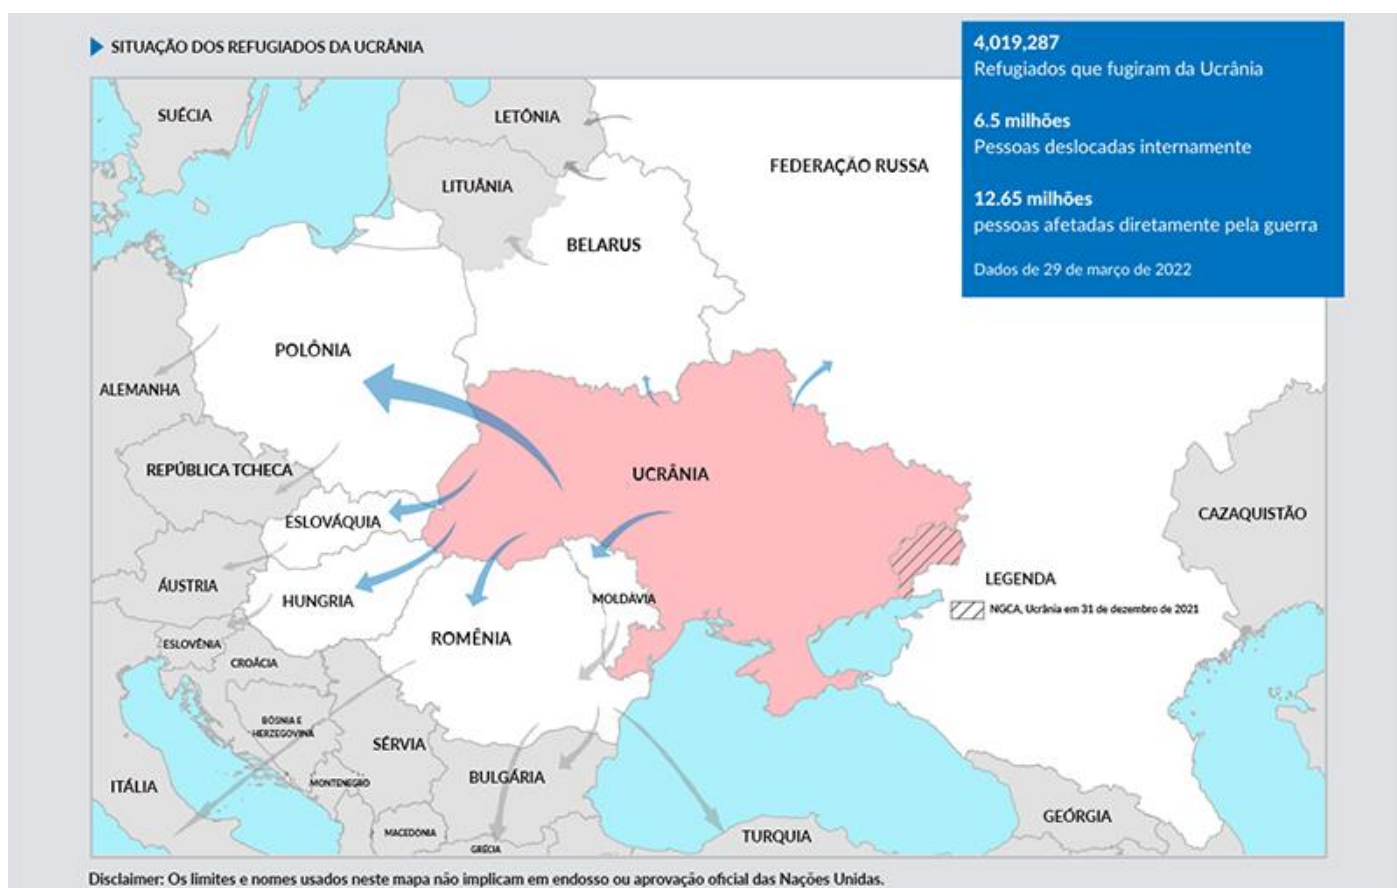 SITUAÇÃO DOS REFUGIADOS DA UCRÂNIA
4,019,287
Refugiados que fugiram da Ucrânia
6.5 milhões
Pessoas deslocadas internamente
12.65 milhões
pessoas afetadas diretamente pela guerra
Dados de 29 de março de 2022
SUÉCIA
LETÔNIA
FEDERAÇÃO RUSSA
LITUÂNIA
BELARUS
POLÔNIA
ALEMANHA
REPÚBLICA TCHECA
UCRÂNIA
ESLOVÁQUIA
CAZAQUISTÃO
ÁUSTRIA
HUNGRIA
MOLDÁVIA
LEGENDA
NGCA, Ucrânia em 31 de dezembro de 2021
ROMÊNIA
ESLOVÊNIA
CROÁCIA
BÓSNIA E
HERZEGOVINA
SÉRVIA
BULGÁRIA
MONTENEGRO
ITÁLIA
MACEDONIA
GRÉCIA
TURQUIA
GEÓRGIA
Disclaimer: Os limites e nomes usados neste mapa não implicam em endosso ou aprovação oficial das Nações Unidas.